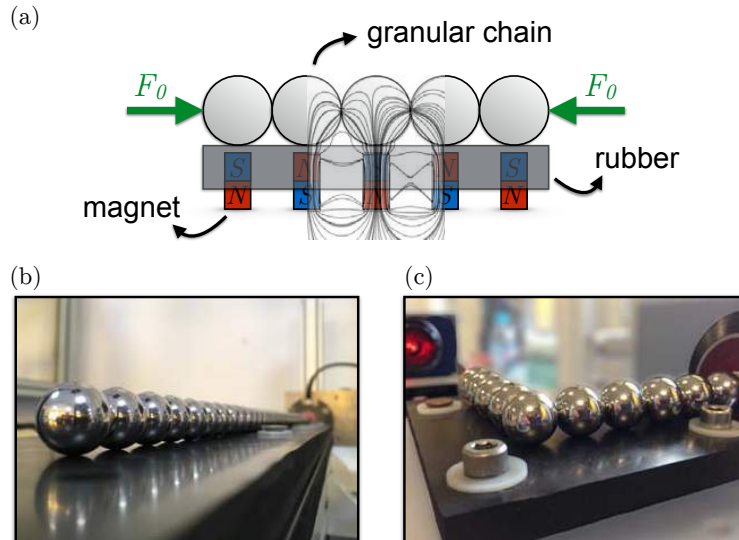 (a)
granular chain
F0 F0
S N N S
N S N S N
rubber
magnet
(b) (c)